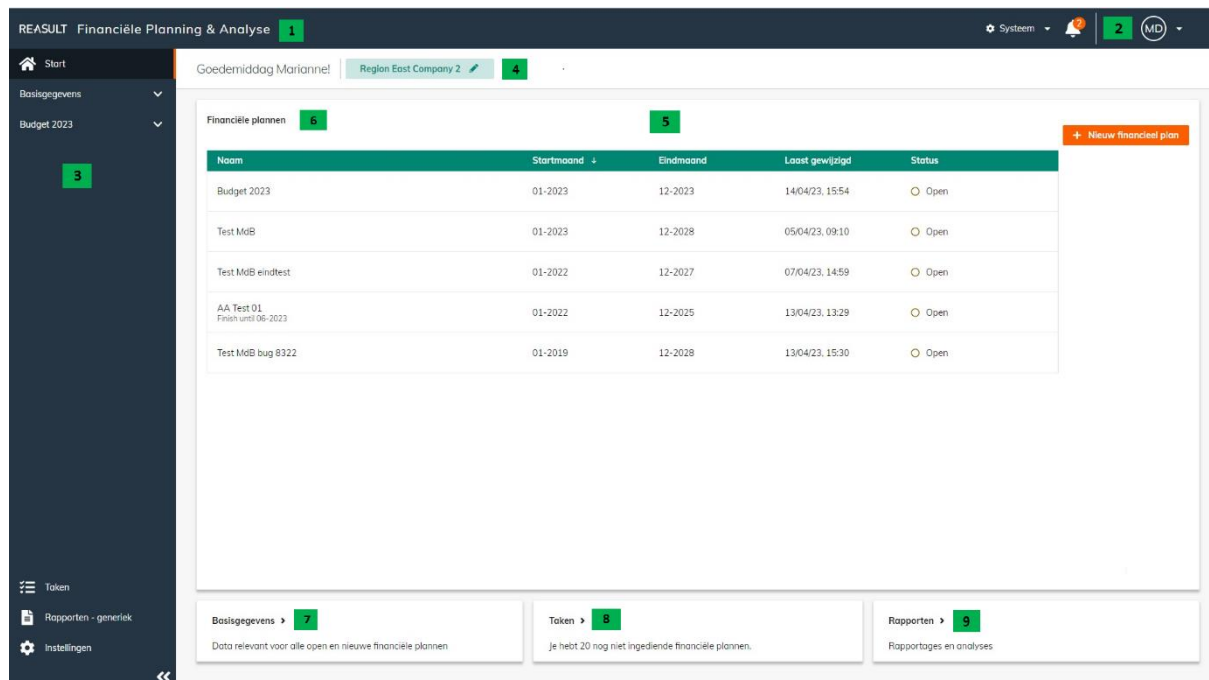 REASULT Financiële Planning & Analyse 1
Systeem 2 2 MD
Start
Goedemiddag Marianne! Region East Company 2 4
Basisgegevens
Budget 2023
3
Financiële plannen 6 5
+ Nieuw financieel plan
Naam Startmaand ↓ Eindmaand Laast gewijzigd Status
Budget 2023 01-2023 12-2023 14/04/23, 15:54 Open
Test MdB 01-2023 12-2028 05/04/23, 09:10 Open
Test MdB eindtest 01-2022 12-2027 07/04/23, 14:59 Open
AA Test 01 01-2022 12-2025 13/04/23, 13:29 Open
Finish until 06-2023
Test MdB bug 8322 01-2019 12-2028 13/04/23, 15:30 Open
Taken
Rapporten - generiek
Instellingen
Basisgegevens > 7
Data relevant voor alle open en nieuwe financiële plannen
Taken > 8
Je hebt 20 nog niet ingediende financiële plannen.
Rapporten > 9
Rapportages en analyses